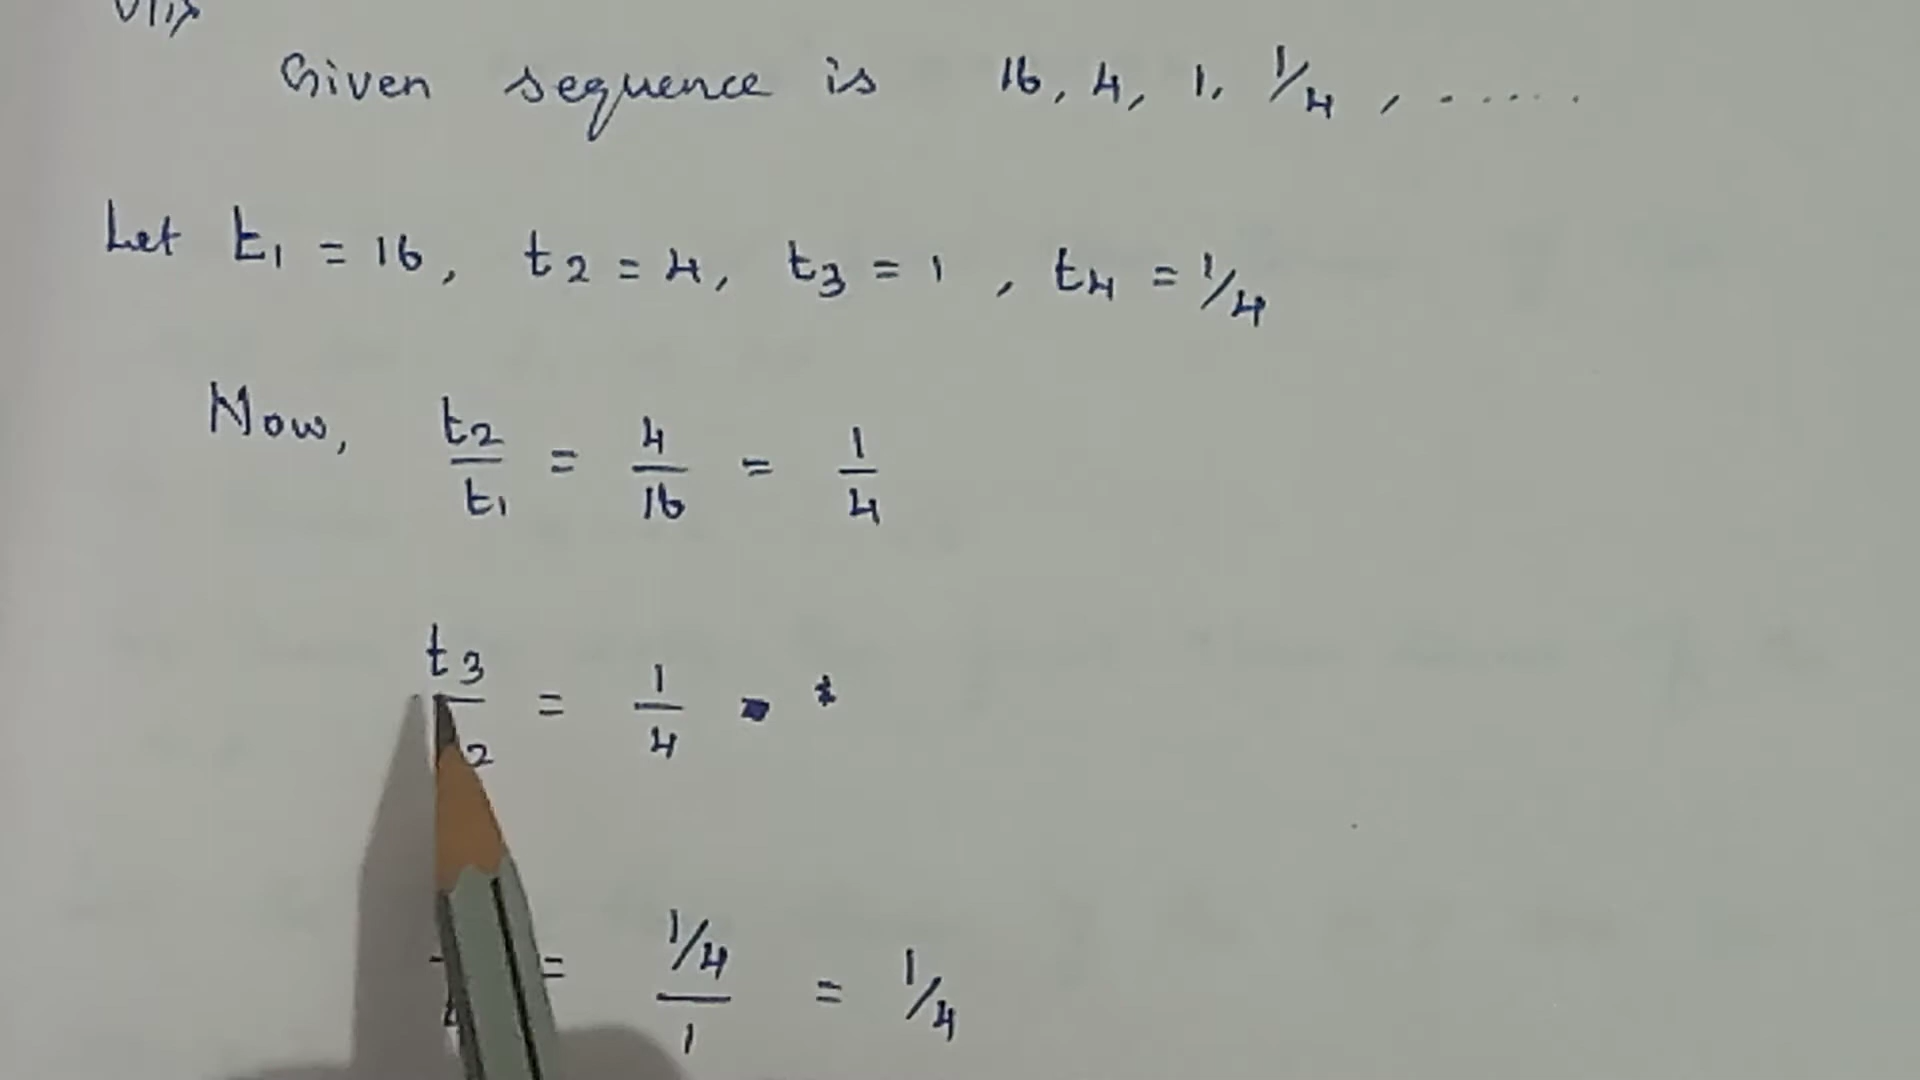 Given sequence is 16, 4, 1, 1/4, ......
Let t1 = 16, t2 = 4, t3 = 1, t4 = 1/4
Now, t2/t1 = 4/16 = 1/4
t3/2 = 1/4
= 1/4/1 = 1/4